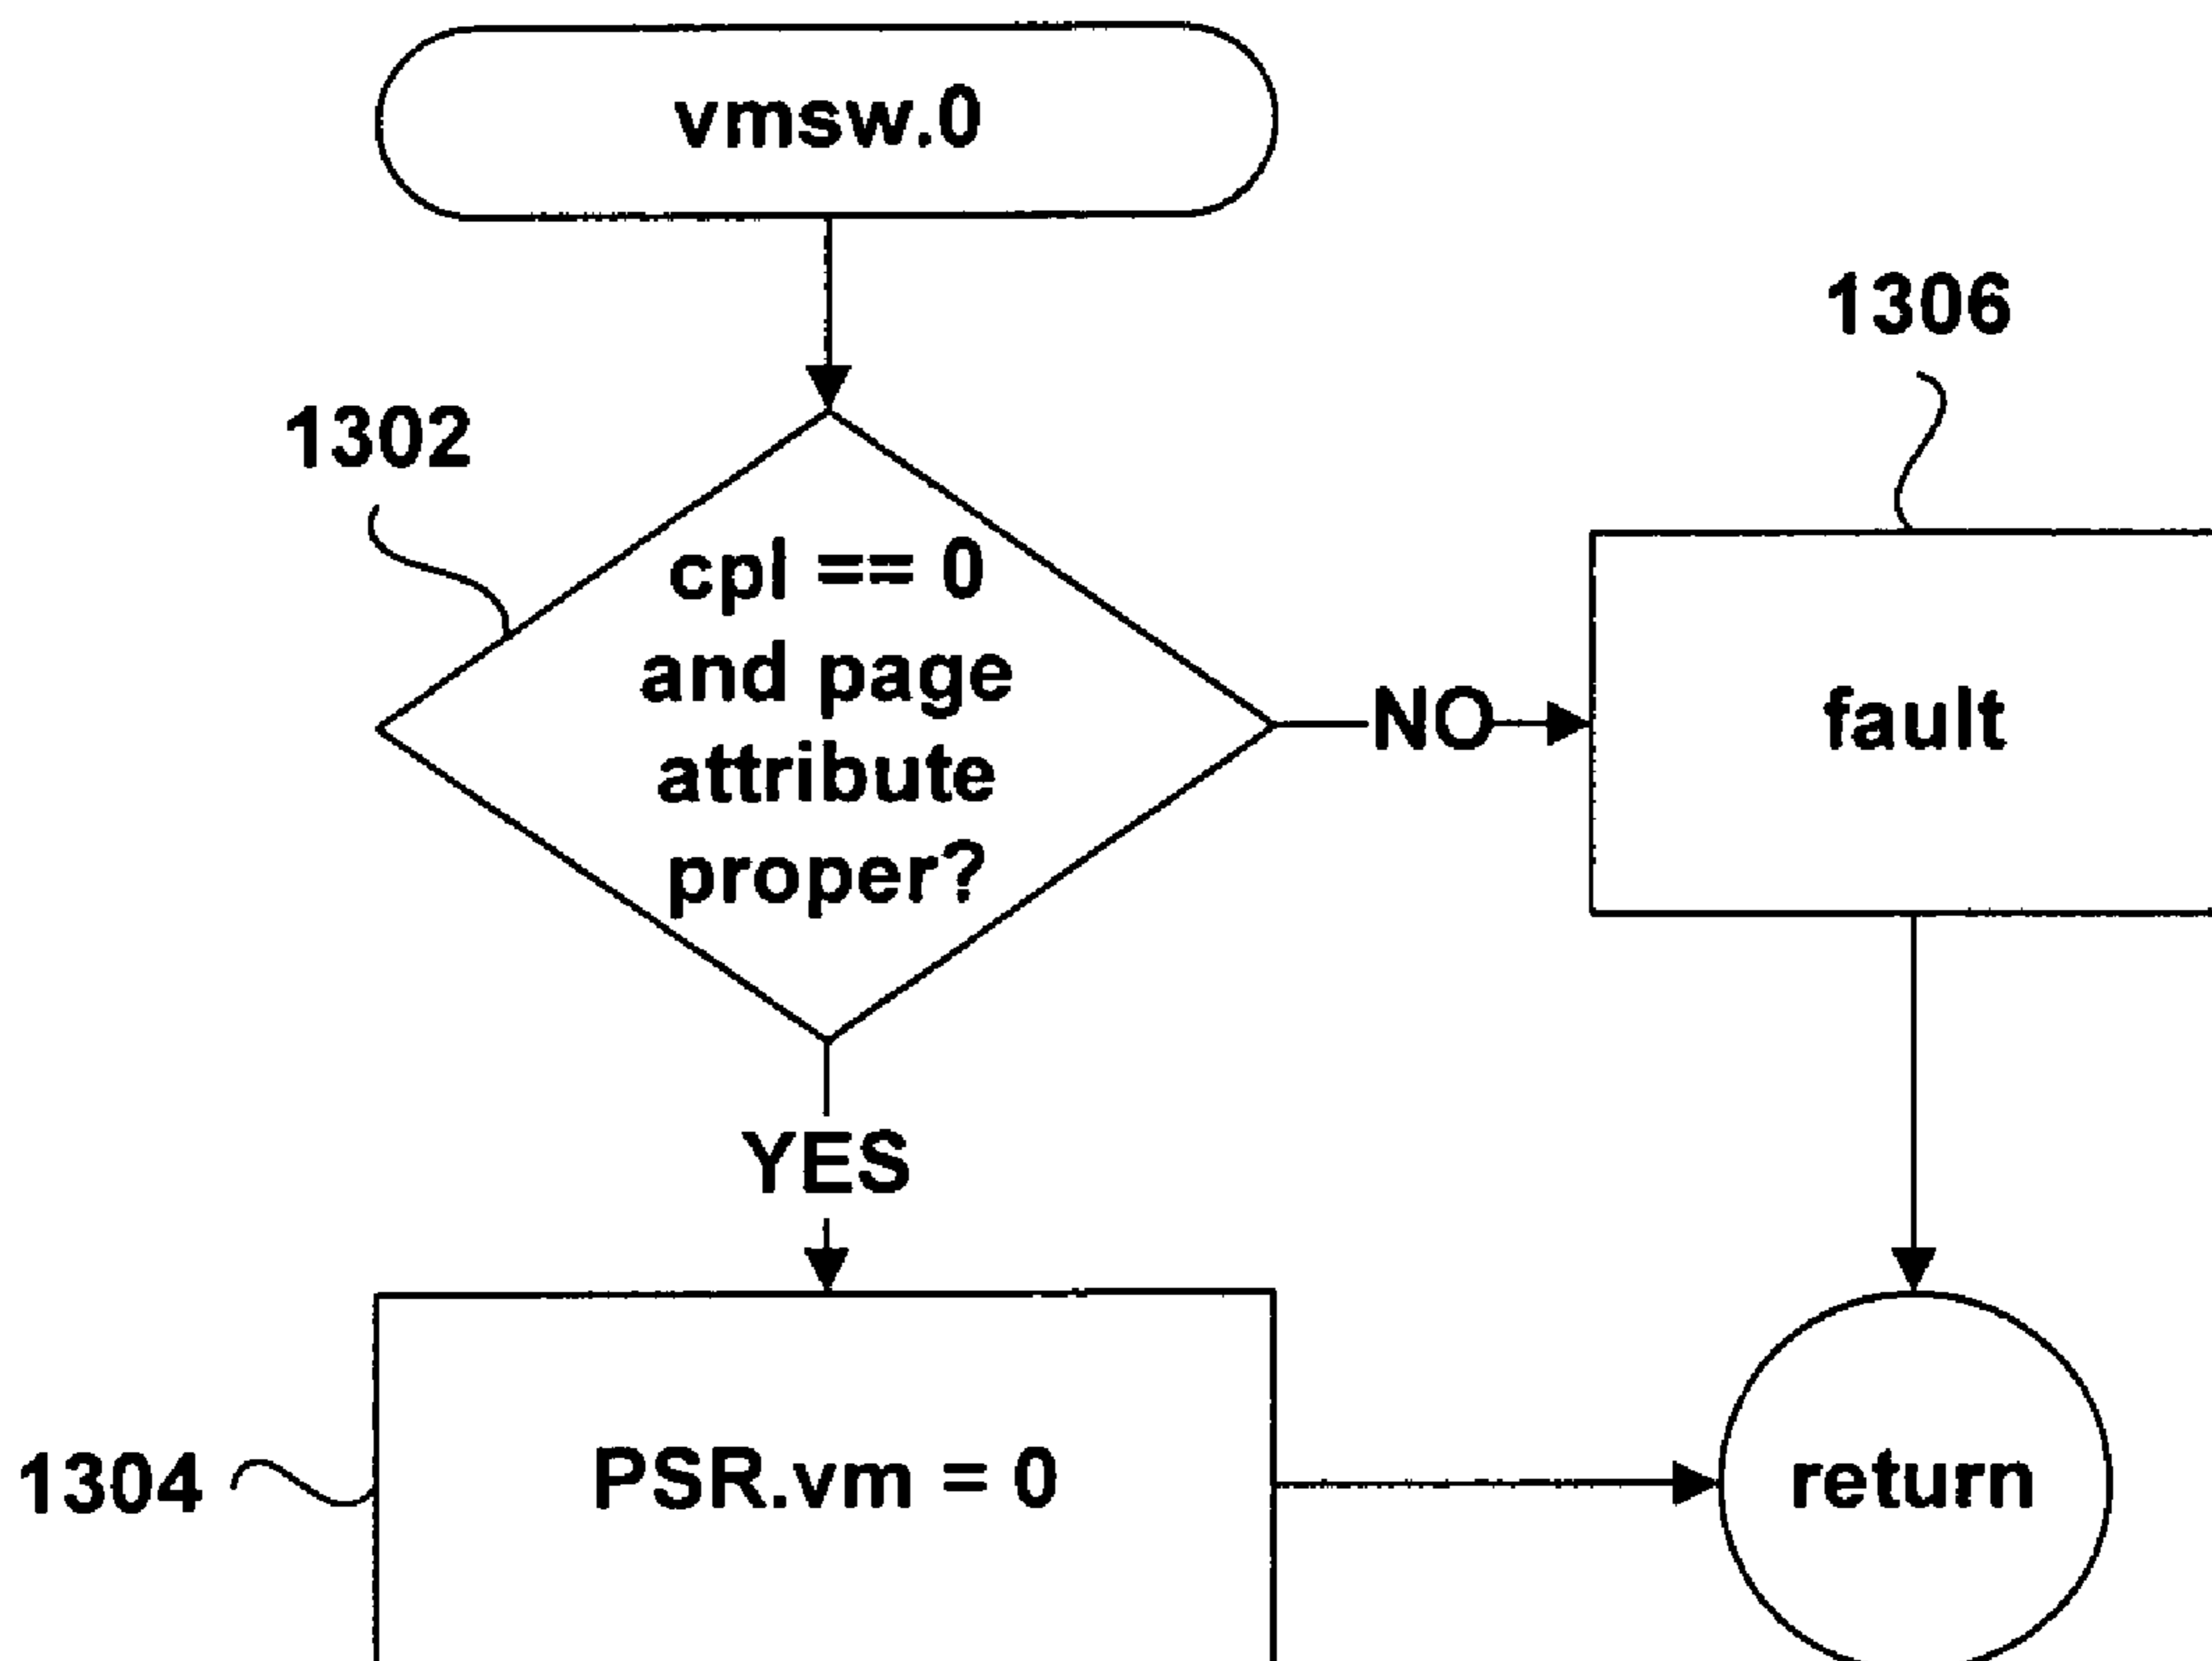 vmsw.0
1306
1302
cpl == 0
and page
attribute
proper?
NO
fault
YES
1304
PSR.vm = 0
return